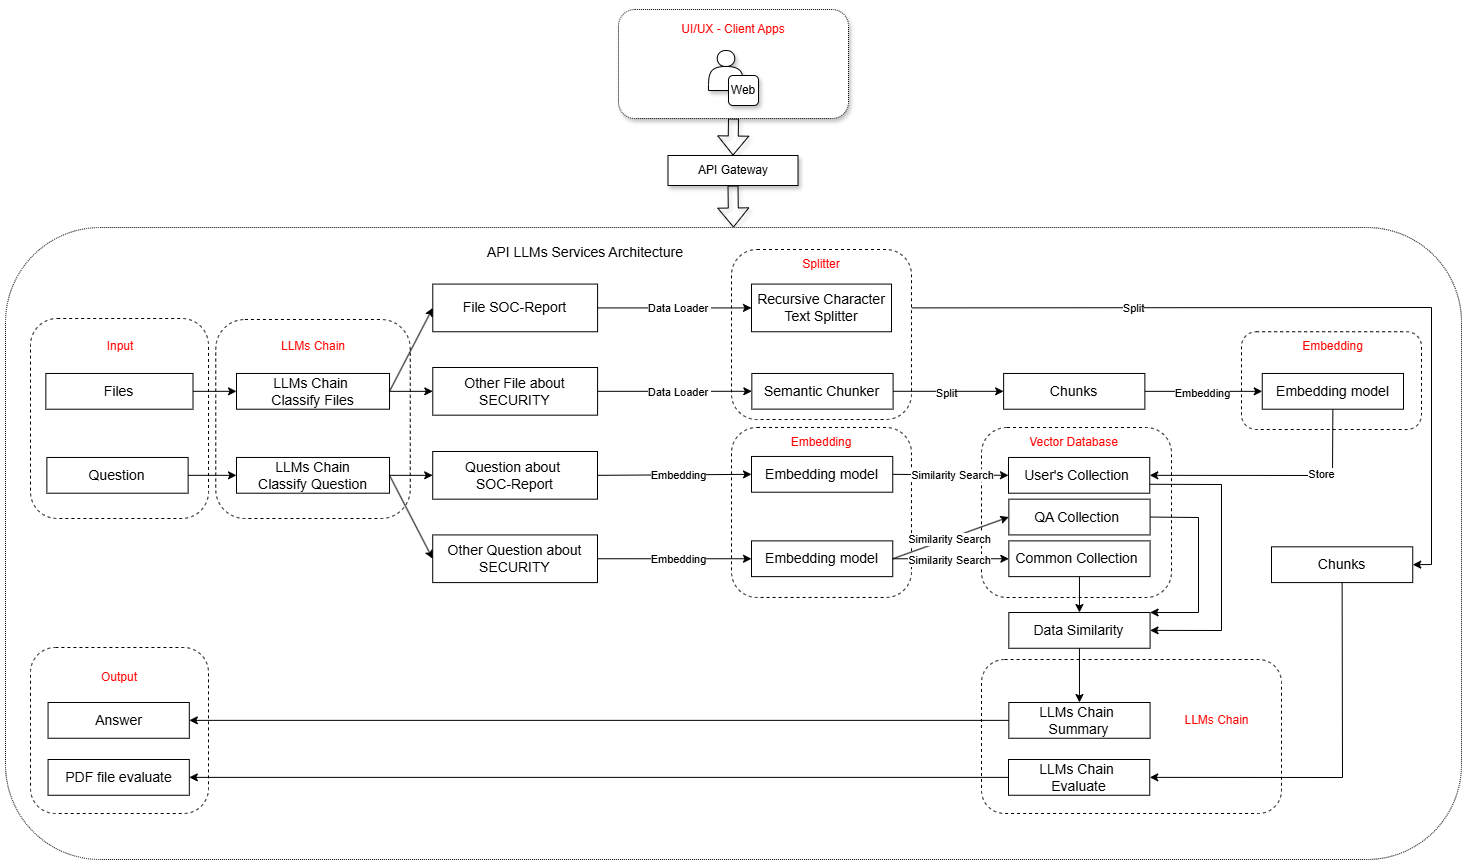 UI/UX - Client Apps
Web
API Gateway
API LLMs Services Architecture
Input
Files
Question
LLMs Chain
LLMs Chain
Classify Files
LLMs Chain
Classify Question
File SOC-Report
Other File about
SECURITY
Question about
SOC-Report
Other Question about
SECURITY
Data Loader
Data Loader
Embedding
Embedding
Splitter
Recursive Character
Text Splitter
Semantic Chunker
Embedding
Embedding model
Embedding model
Split
Split
Chunks
Embedding
Embedding
Embedding model
Similarity Search
Similarity Search
Similarity Search
Vector Database
User's Collection
QA Collection
Common Collection
Store
Chunks
Data Similarity
LLMs Chain
Summary
LLMs Chain
LLMs Chain
Evaluate
Output
Answer
PDF file evaluate